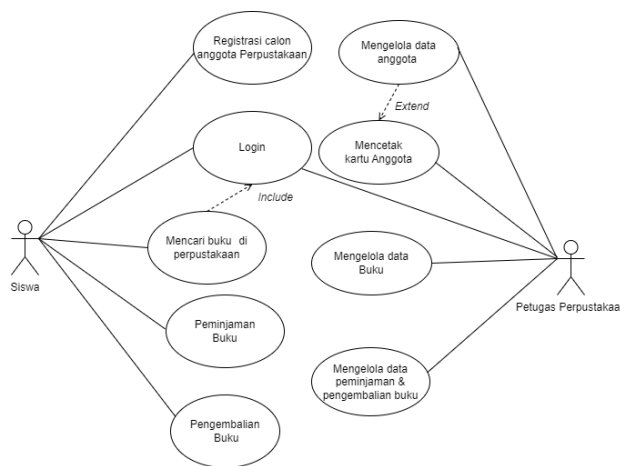 Registrasi calon
anggota Perpustakaan
Mengelola data
anggota
Extend
Login
Mencetak
kartu Anggota
Include
Mencari buku di
perpustakaan
Mengelola data
Buku
Siswa
Petugas Perpustakaa
Peminjaman
Buku
Mengelola data
peminjaman &
pengembalian buku
Pengembalian
Buku